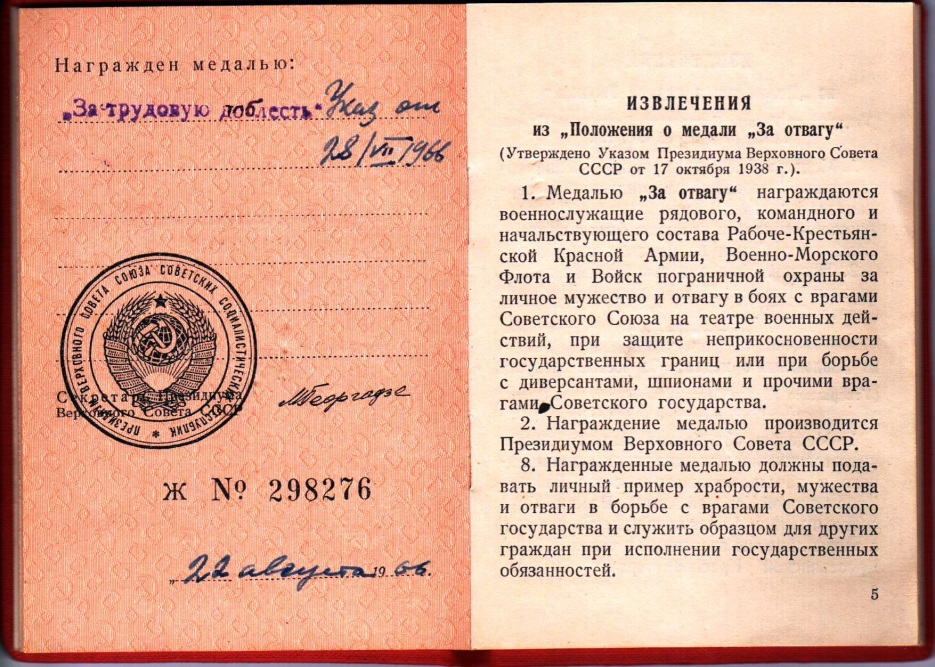 Награжден медалью:
„За трудовую доблесть“ Указ от
28/VII 1966
ПРЕЗИДИУМ ВЕРХОВНОГО СОВЕТА СОЮЗА СОВЕТСКИХ СОЦИАЛИСТИЧЕСКИХ РЕСПУБЛИК *
Секретарь Президиума
Верховного Совета СССР
МГеоргадзе
Ж № 298276
„22 августа 1966.
ИЗВЛЕЧЕНИЯ
из „Положения о медали „За отвагу“
(Утверждено Указом Президиума Верховного Совета
СССР от 17 октября 1938 г.).
1. Медалью „За отвагу“ награждаются
военнослужащие рядового, командного и
начальствующего состава Рабоче-Крестьян-
ской Красной Армии, Военно-Морского
Флота и Войск пограничной охраны за
личное мужество и отвагу в боях с врагами
Советского Союза на театре военных дей-
ствий, при защите неприкосновенности
государственных границ или при борьбе
с диверсантами, шпионами и прочими вра-
гами Советского государства.
2. Награждение медалью производится
Президиумом Верховного Совета СССР.
8. Награжденные медалью должны пода-
вать личный пример храбрости, мужества
и отваги в борьбе с врагами Советского
государства и служить образцом для других
граждан при исполнении государственных
обязанностей.
5